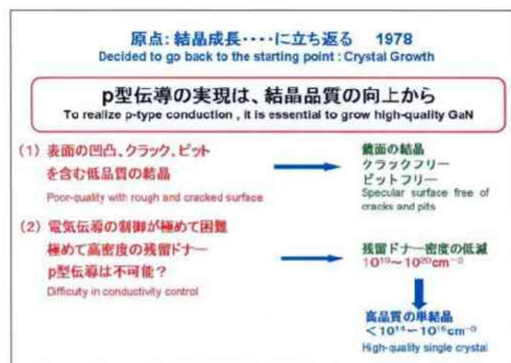 原点:結晶成長････に立ち返る 1978
Decided to go back to the starting point : Crystal Growth
p型伝導の実現は、結晶品質の向上から
To realize p-type conduction , it is essential to grow high-quality GaN
(1) 表面の凹凸、クラック、ピット
を含む低品質の結晶
Poor-quality with rough and cracked surface
鏡面の結晶
クラックフリー
ピットフリー
Specular surface free of
cracks and pits
(2) 電気伝導の制御が極めて困難
極めて高密度の残留ドナー
p型伝導は不可能?
Difficulty in conductivity control
残留ドナー密度の低減
10¹⁹~10²⁰cm⁻³
高品質の単結晶
High-quality single crystal